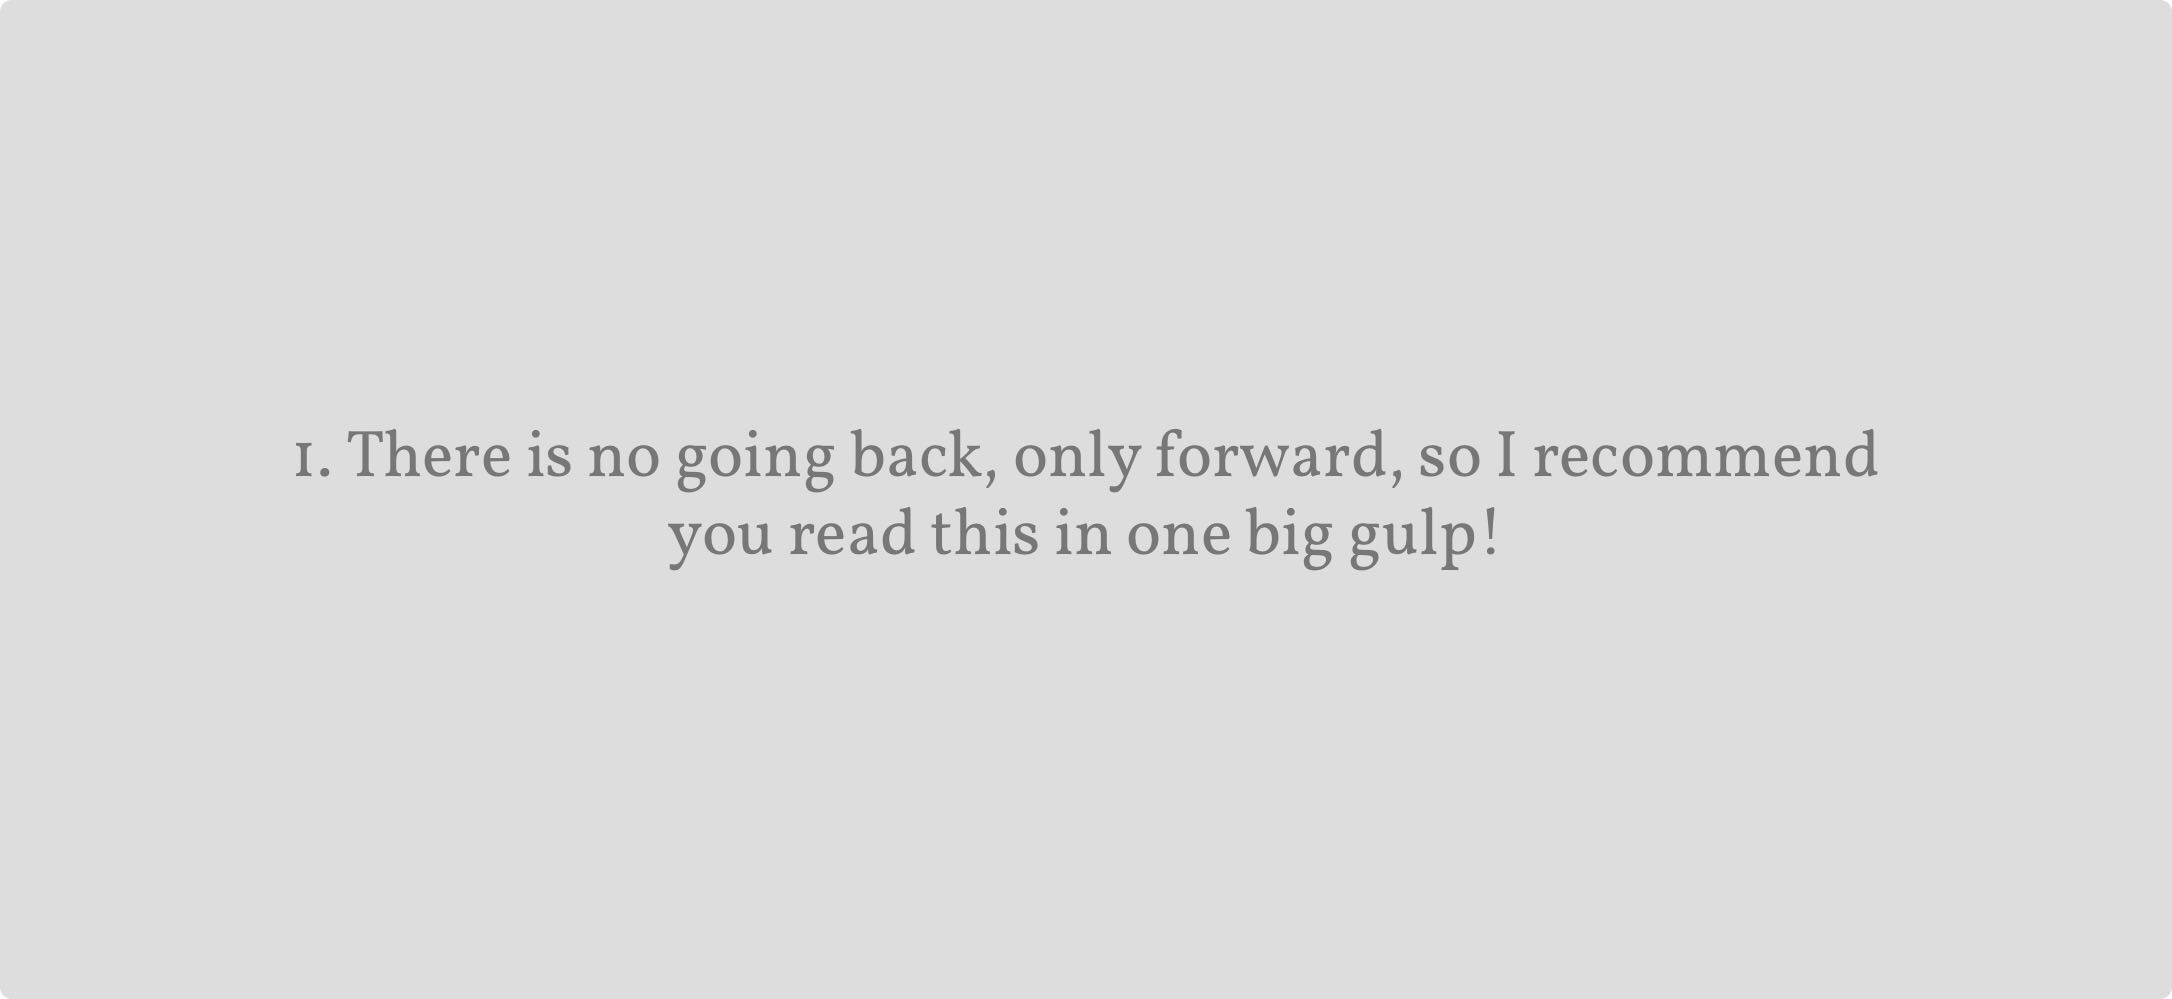 1. There is no going back, only forward, so I recommend
you read this in one big gulp!